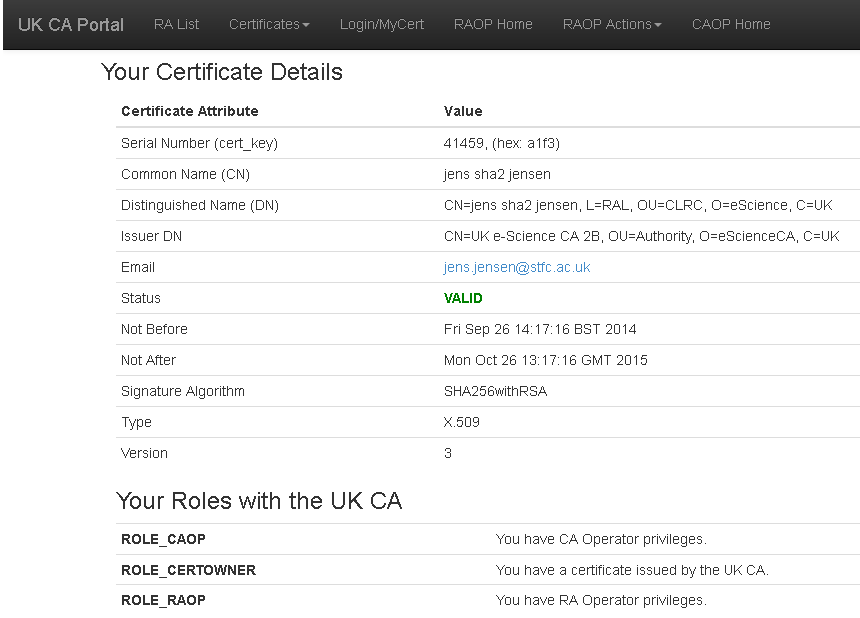 UK CA Portal RA List Certificates Login/MyCert RAOP Home RAOP Actions CAOP Home
Your Certificate Details
Certificate Attribute Value
Serial Number (cert_key) 41459, (hex: a1f3)
Common Name (CN) jens sha2 jensen
Distinguished Name (DN) CN=jens sha2 jensen, L=RAL, OU=CLRC, O=eScience, C=UK
Issuer DN CN=UK e-Science CA 2B, OU=Authority, O=eScienceCA, C=UK
Email jens.jensen@stfc.ac.uk
Status VALID
Not Before Fri Sep 26 14:17:16 BST 2014
Not After Mon Oct 26 13:17:16 GMT 2015
Signature Algorithm SHA256withRSA
Type X.509
Version 3
Your Roles with the UK CA
ROLE_CAOP You have CA Operator privileges.
ROLE_CERTOWNER You have a certificate issued by the UK CA.
ROLE_RAOP You have RA Operator privileges.